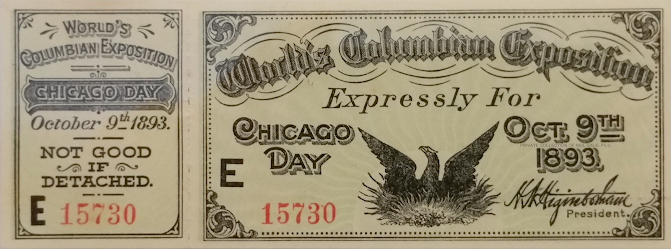 WORLD'S
COLUMBIAN EXPOSITION
CHICAGO DAY
October 9th 1893.
NOT GOOD
IF
DETACHED.
E 15730
World's Columbian Exposition
Expressly For
CHICAGO DAY
OCT. 9TH 1893.
E
15730
H. N. Higinbotham
President.